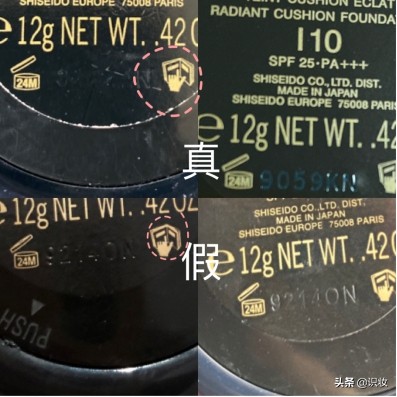 SHISEIDO EUROPE 75008 PARIS
e 12g NET WT. .42
24M
RADIANT CUSHION FOUNDA
I10
SPF 25·PA+++
SHISEIDO CO.,LTD. DIST.
MADE IN JAPAN
SHISEIDO EUROPE 75008 PARIS
e 12g NET WT. .42
24M 9059KN
真
12g NET WT. .42 OZ
24M 9214ON
PUSH
假
SHISEIDO CO.,LTD. DIST.
MADE IN JAPAN
SHISEIDO EUROPE 75008 PARIS
e 12g NET WT. .42
24M 9214ON
头条 @识妆